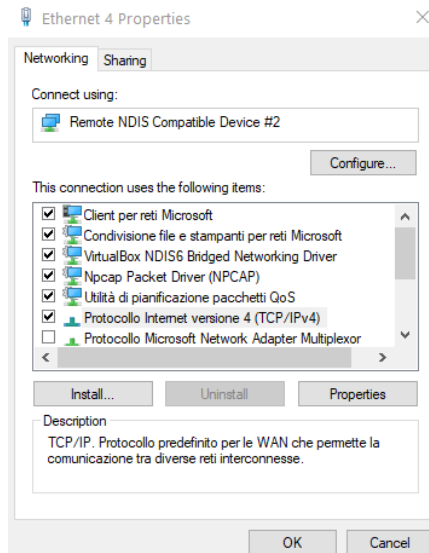 Ethernet 4 Properties
Networking
Sharing
Connect using:
Remote NDIS Compatible Device #2
Configure...
This connection uses the following items:
Client per reti Microsoft
Condivisione file e stampanti per reti Microsoft
VirtualBox NDIS6 Bridged Networking Driver
Npcap Packet Driver (NPCAP)
Utilità di pianificazione pacchetti QoS
Protocollo Internet versione 4 (TCP/IPv4)
Protocollo Microsoft Network Adapter Multiplexor
Install...
Uninstall
Properties
Description
TCP/IP. Protocollo predefinito per le WAN che permette la
comunicazione tra diverse reti interconnesse.
OK
Cancel